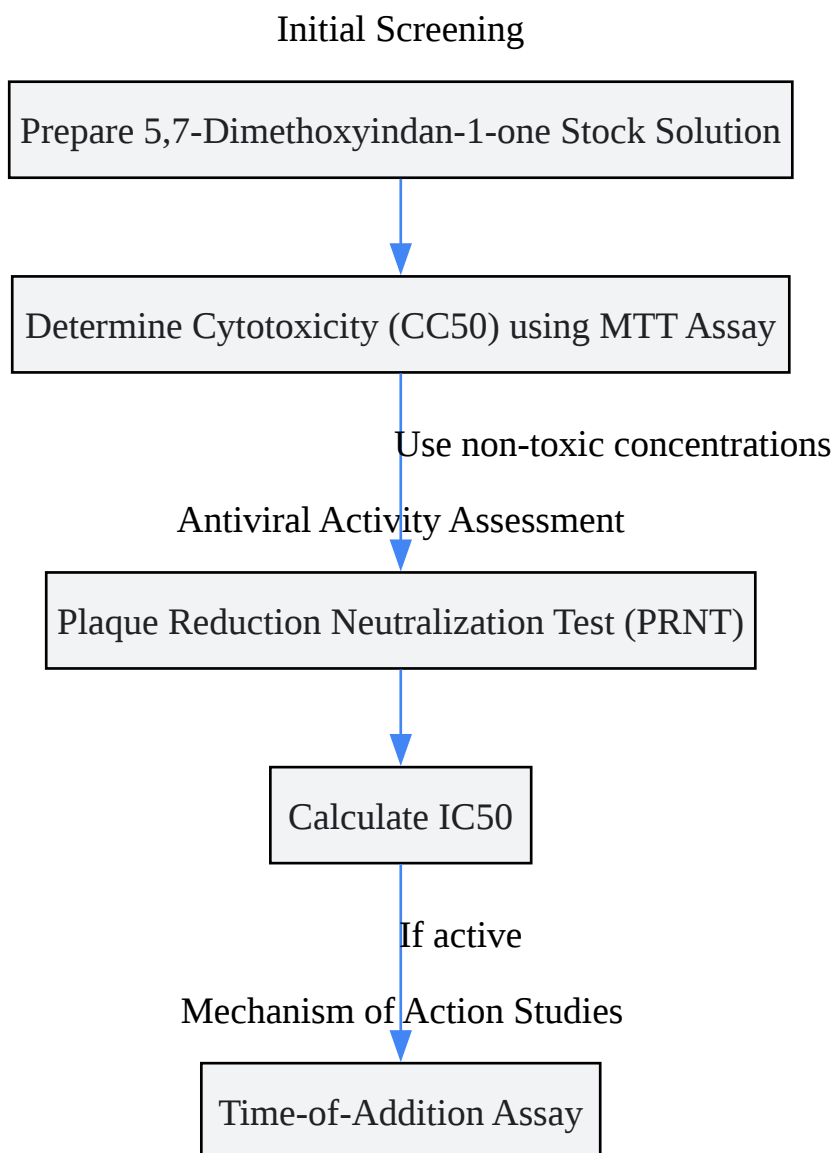 Initial Screening
Prepare 5,7-Dimethoxyindan-1-one Stock Solution
Determine Cytotoxicity (CC50) using MTT Assay
Use non-toxic concentrations
Antiviral Activity Assessment
Plaque Reduction Neutralization Test (PRNT)
Calculate IC50
If active
Mechanism of Action Studies
Time-of-Addition Assay